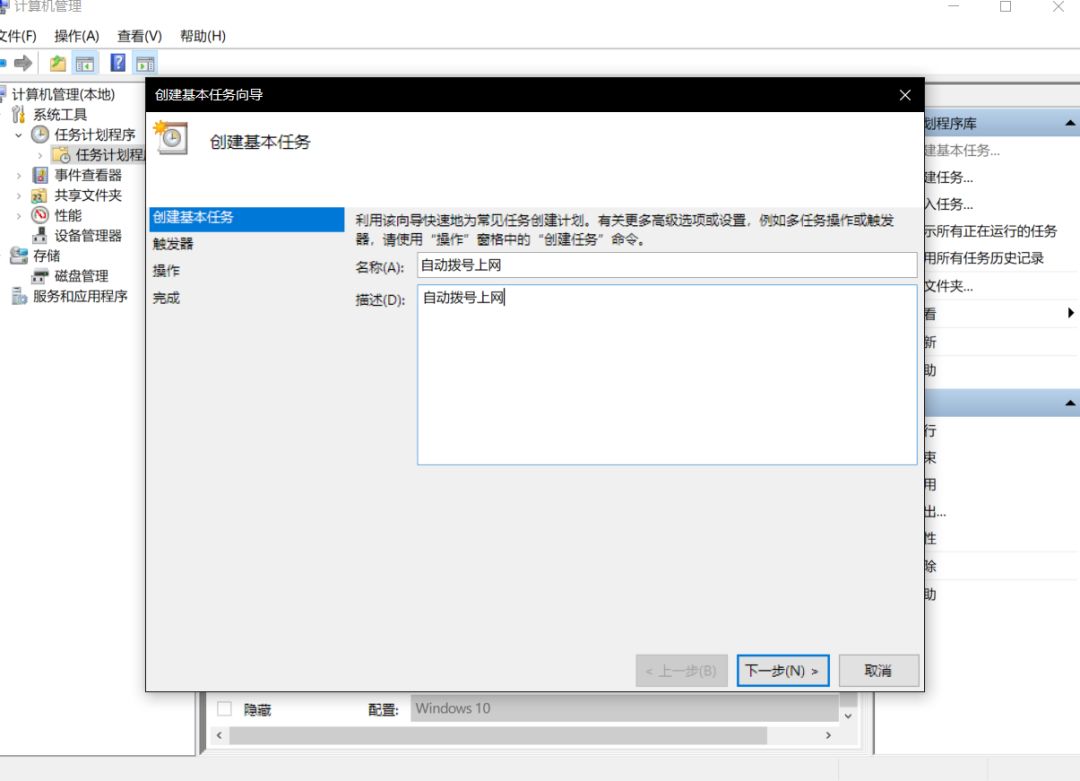 计算机管理
文件(F) 操作(A) 查看(V) 帮助(H)
计算机管理(本地)
系统工具
任务计划程序
任务计划程
事件查看器
共享文件夹
性能
设备管理器
存储
磁盘管理
服务和应用程序
创建基本任务向导
创建基本任务
创建基本任务
触发器
操作
完成
利用该向导快速地为常见任务创建计划。有关更多高级选项或设置，例如多任务操作或触发
器，请使用“操作”窗格中的“创建任务”命令。
名称(A): 自动拨号上网
描述(D): 自动拨号上网
< 上一步(B) 下一步(N) > 取消
隐藏 配置: Windows 10
划程序库
建基本任务...
建任务...
入任务...
示所有正在运行的任务
用所有任务历史记录
文件夹...
看
新
助
行
束
用
出...
性
除
助